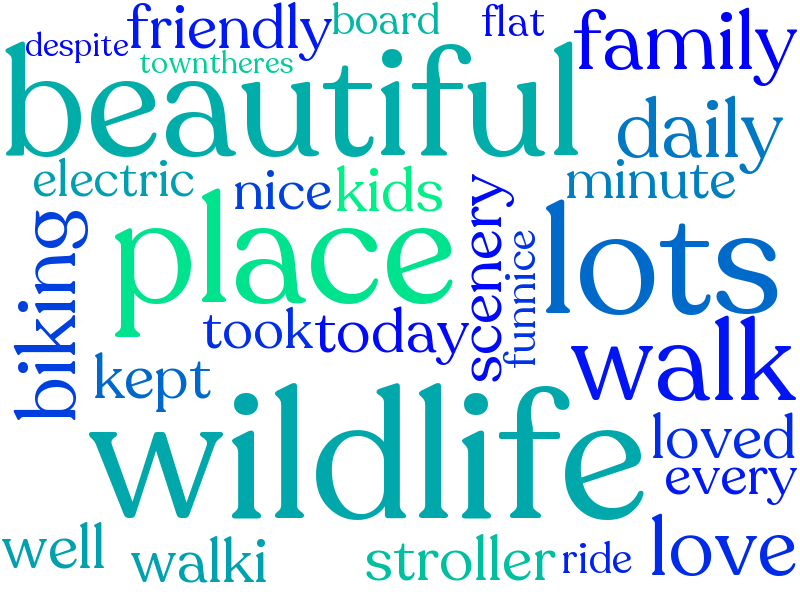 despite
friendly
board
flat
family
towntheres
beautiful
daily
electric
nice
kids
minute
biking
place
scenery
funnice
lots
took
today
walk
kept
wildlife
loved
every
well
walki
stroller
ride
love